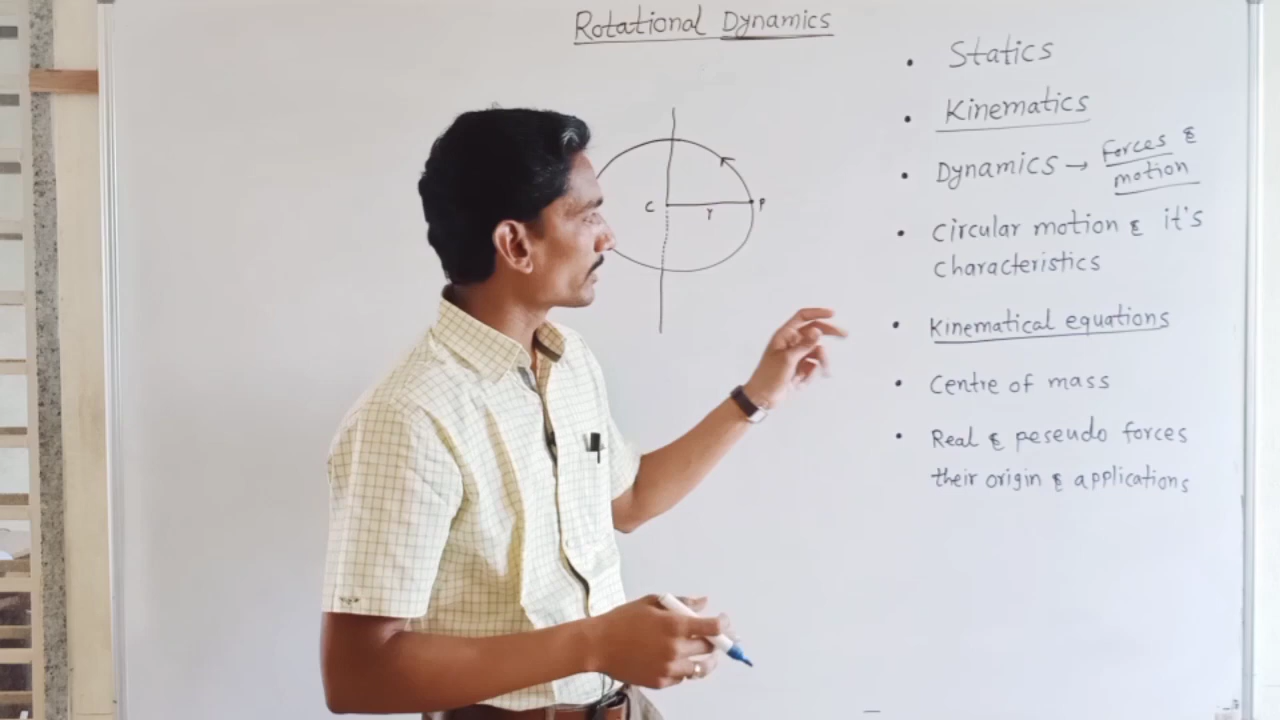 Rotational Dynamics
• Statics
• Kinematics
• Dynamics → Forces &
motion
• Circular motion & it's
characteristics
• Kinematical equations
• Centre of mass
• Real & peseudo forces
their origin & applications
C
r
P